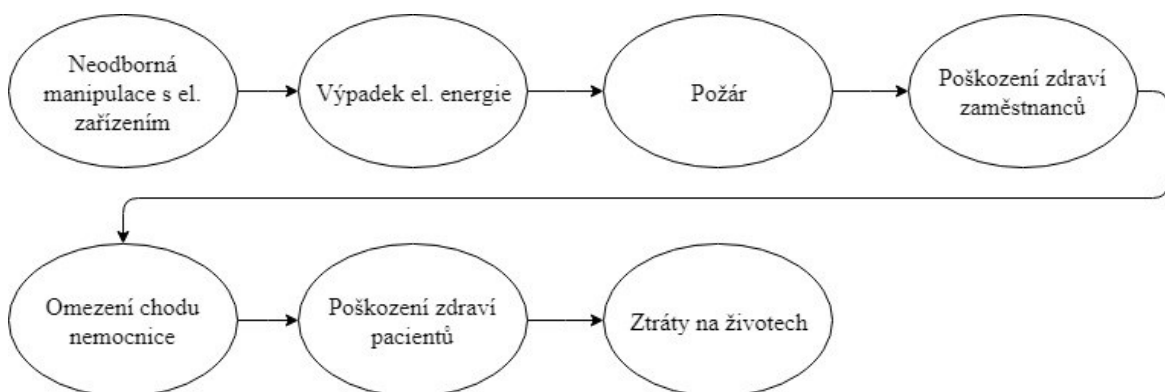 Neodborná
manipulace s el.
zařízením
Výpadek el. energie
Požár
Poškození zdraví
zaměstnanců
Omezení chodu
nemocnice
Poškození zdraví
pacientů
Ztráty na životech